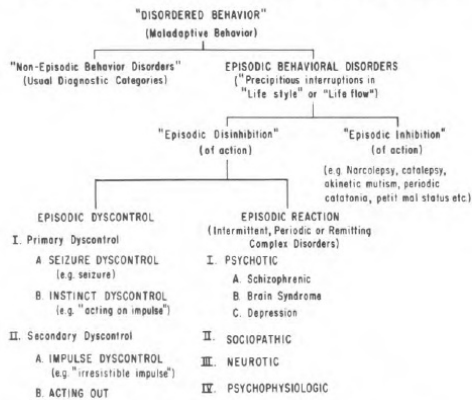 "DISORDERED BEHAVIOR"
(Maladaptive Behavior)
"Non-Episodic Behavior Disorders"
(Usual Diagnostic Categories)
EPISODIC BEHAVIORAL DISORDERS
("Precipitious interruptions in
"Life style" or "Life flow")
"Episodic Disinhibition"
(of action)
"Episodic Inhibition"
(of action)
(e.g. Narcolepsy, catalepsy,
akinetic mutism, periodic
catatonia, petit mal status etc.)
EPISODIC DYSCONTROL
I. Primary Dyscontrol
A SEIZURE DYSCONTROL
(e.g. seizure)
B. INSTINCT DYSCONTROL
(e.g. "acting on impulse")
II. Secondary Dyscontrol
A. IMPULSE DYSCONTROL
(e.g. "irresistible impulse")
B. ACTING OUT
EPISODIC REACTION
(Intermittent, Periodic or Remitting
Complex Disorders)
I. PSYCHOTIC
A. Schizophrenic
B. Brain Syndrome
C. Depression
II. SOCIOPATHIC
III. NEUROTIC
IV. PSYCHOPHYSIOLOGIC